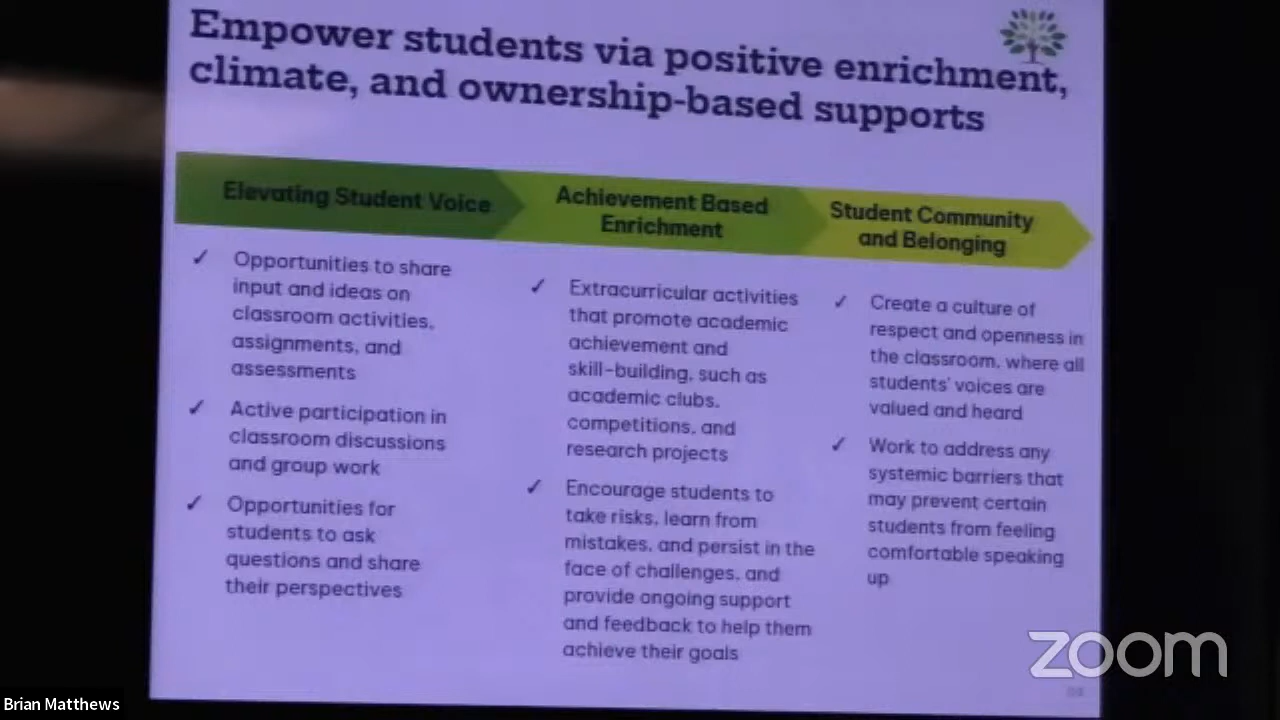 Empower students via positive enrichment,
climate, and ownership-based supports
Elevating Student Voice
Achievement Based
Enrichment
Student Community
and Belonging
✓ Opportunities to share
input and ideas on
classroom activities,
assignments, and
assessments
✓ Active participation in
classroom discussions
and group work
✓ Opportunities for
students to ask
questions and share
their perspectives
✓ Extracurricular activities
that promote academic
achievement and
skill-building, such as
academic clubs,
competitions, and
research projects
✓ Encourage students to
take risks, learn from
mistakes, and persist in the
face of challenges, and
provide ongoing support
and feedback to help them
achieve their goals
✓ Create a culture of
respect and openness in
the classroom, where all
students' voices are
valued and heard
✓ Work to address any
systemic barriers that
may prevent certain
students from feeling
comfortable speaking
up
zoom
Brian Matthews